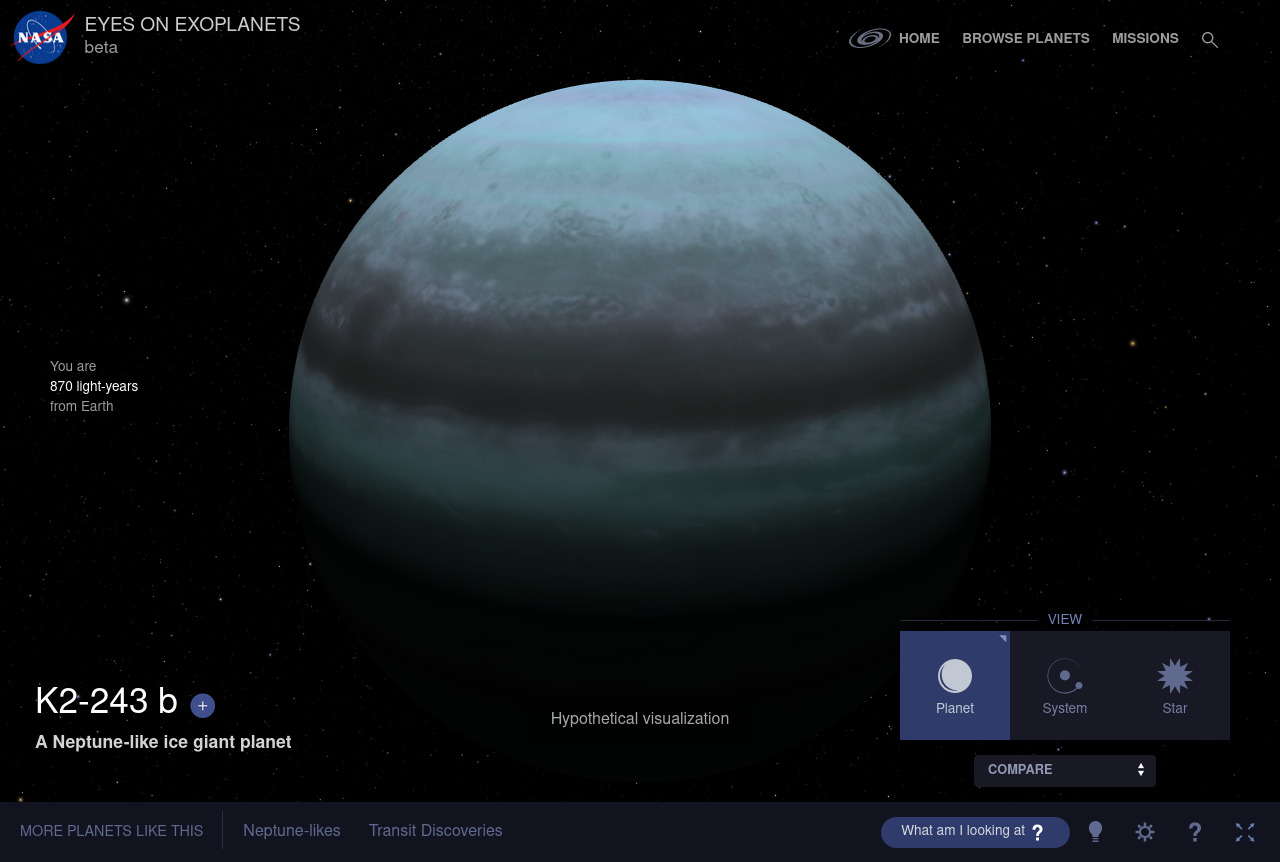 NASA
EYES ON EXOPLANETS
beta
HOME
BROWSE PLANETS
MISSIONS
You are
870 light-years
from Earth
K2-243 b +
A Neptune-like ice giant planet
Hypothetical visualization
VIEW
Planet
System
Star
COMPARE
MORE PLANETS LIKE THIS
Neptune-likes
Transit Discoveries
What am I looking at ?
?